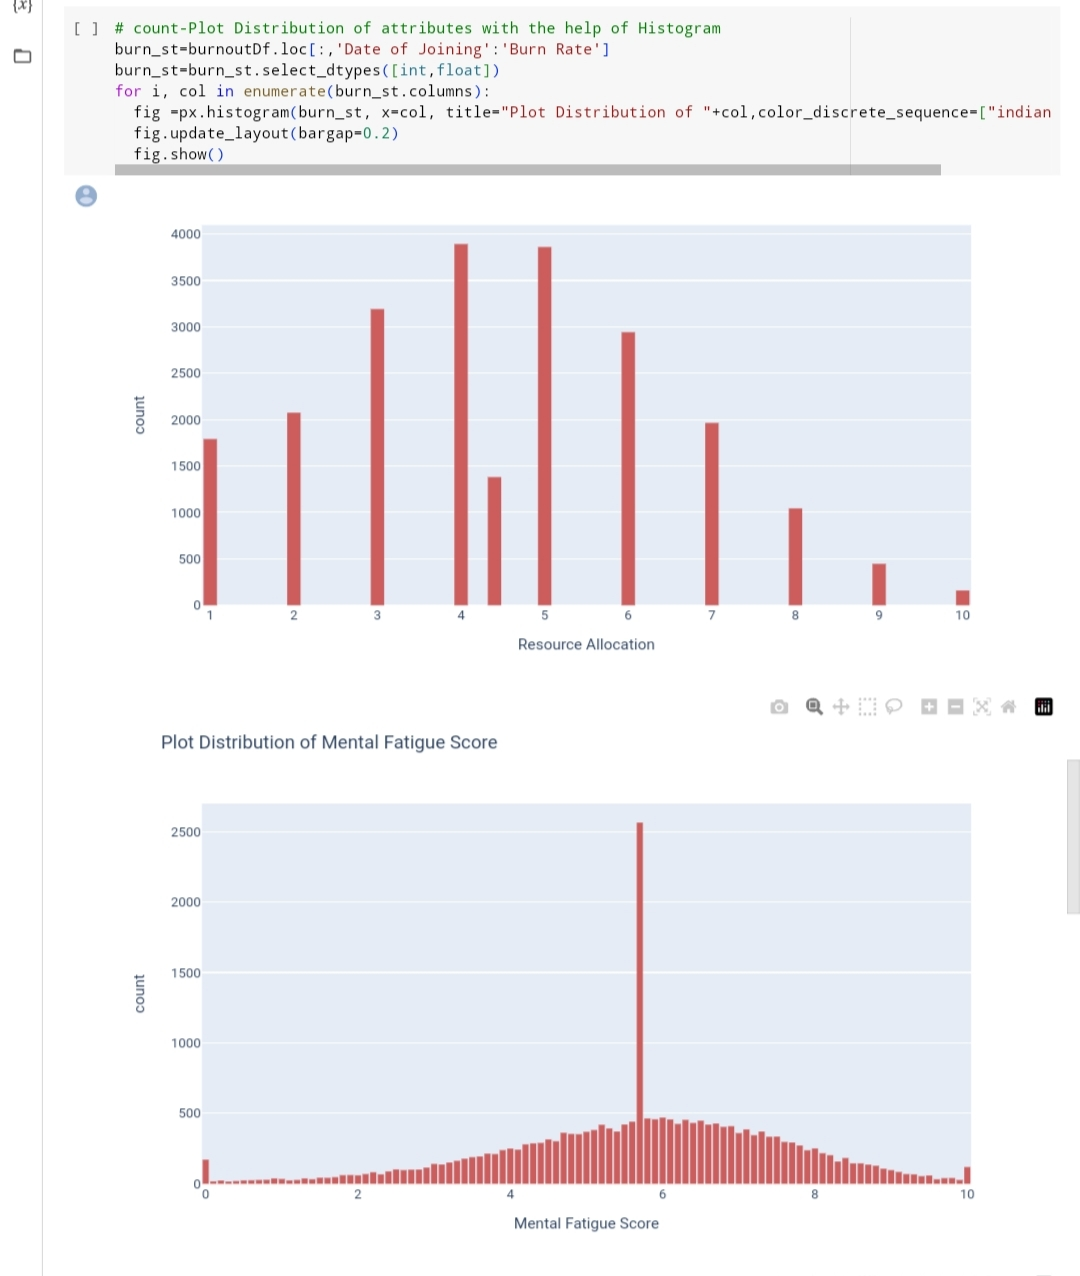 {x}
[ ] # count-Plot Distribution of attributes with the help of Histogram
burn_st=burnoutDf.loc[:,'Date of Joining':'Burn Rate']
burn_st=burn_st.select_dtypes([int,float])
for i, col in enumerate(burn_st.columns):
fig =px.histogram(burn_st, x=col, title="Plot Distribution of "+col,color_discrete_sequence=["indian
fig.update_layout(bargap=0.2)
fig.show()
4000
3500
3000
2500
2000
1500
1000
500
0
count
1 2 3 4 5 6 7 8 9 10
Resource Allocation
Plot Distribution of Mental Fatigue Score
2500
2000
1500
1000
500
0
count
0 2 4 6 8 10
Mental Fatigue Score